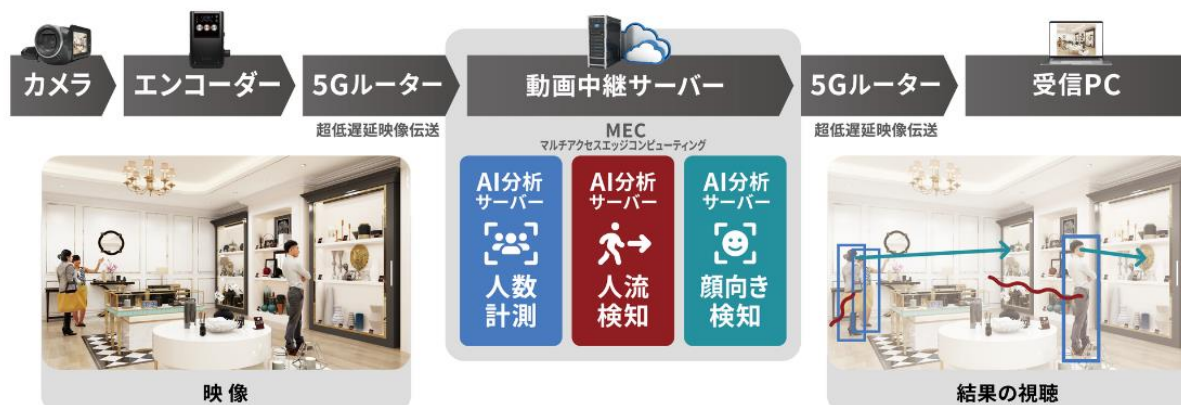 カメラ
エンコーダー
5Gルーター
動画中継サーバー
5Gルーター
受信PC
超低遅延映像伝送
MEC
マルチアクセスエッジコンピューティング
超低遅延映像伝送
AI分析
サーバー
人数
計測
AI分析
サーバー
人流
検知
AI分析
サーバー
顔向き
検知
映像
結果の視聴